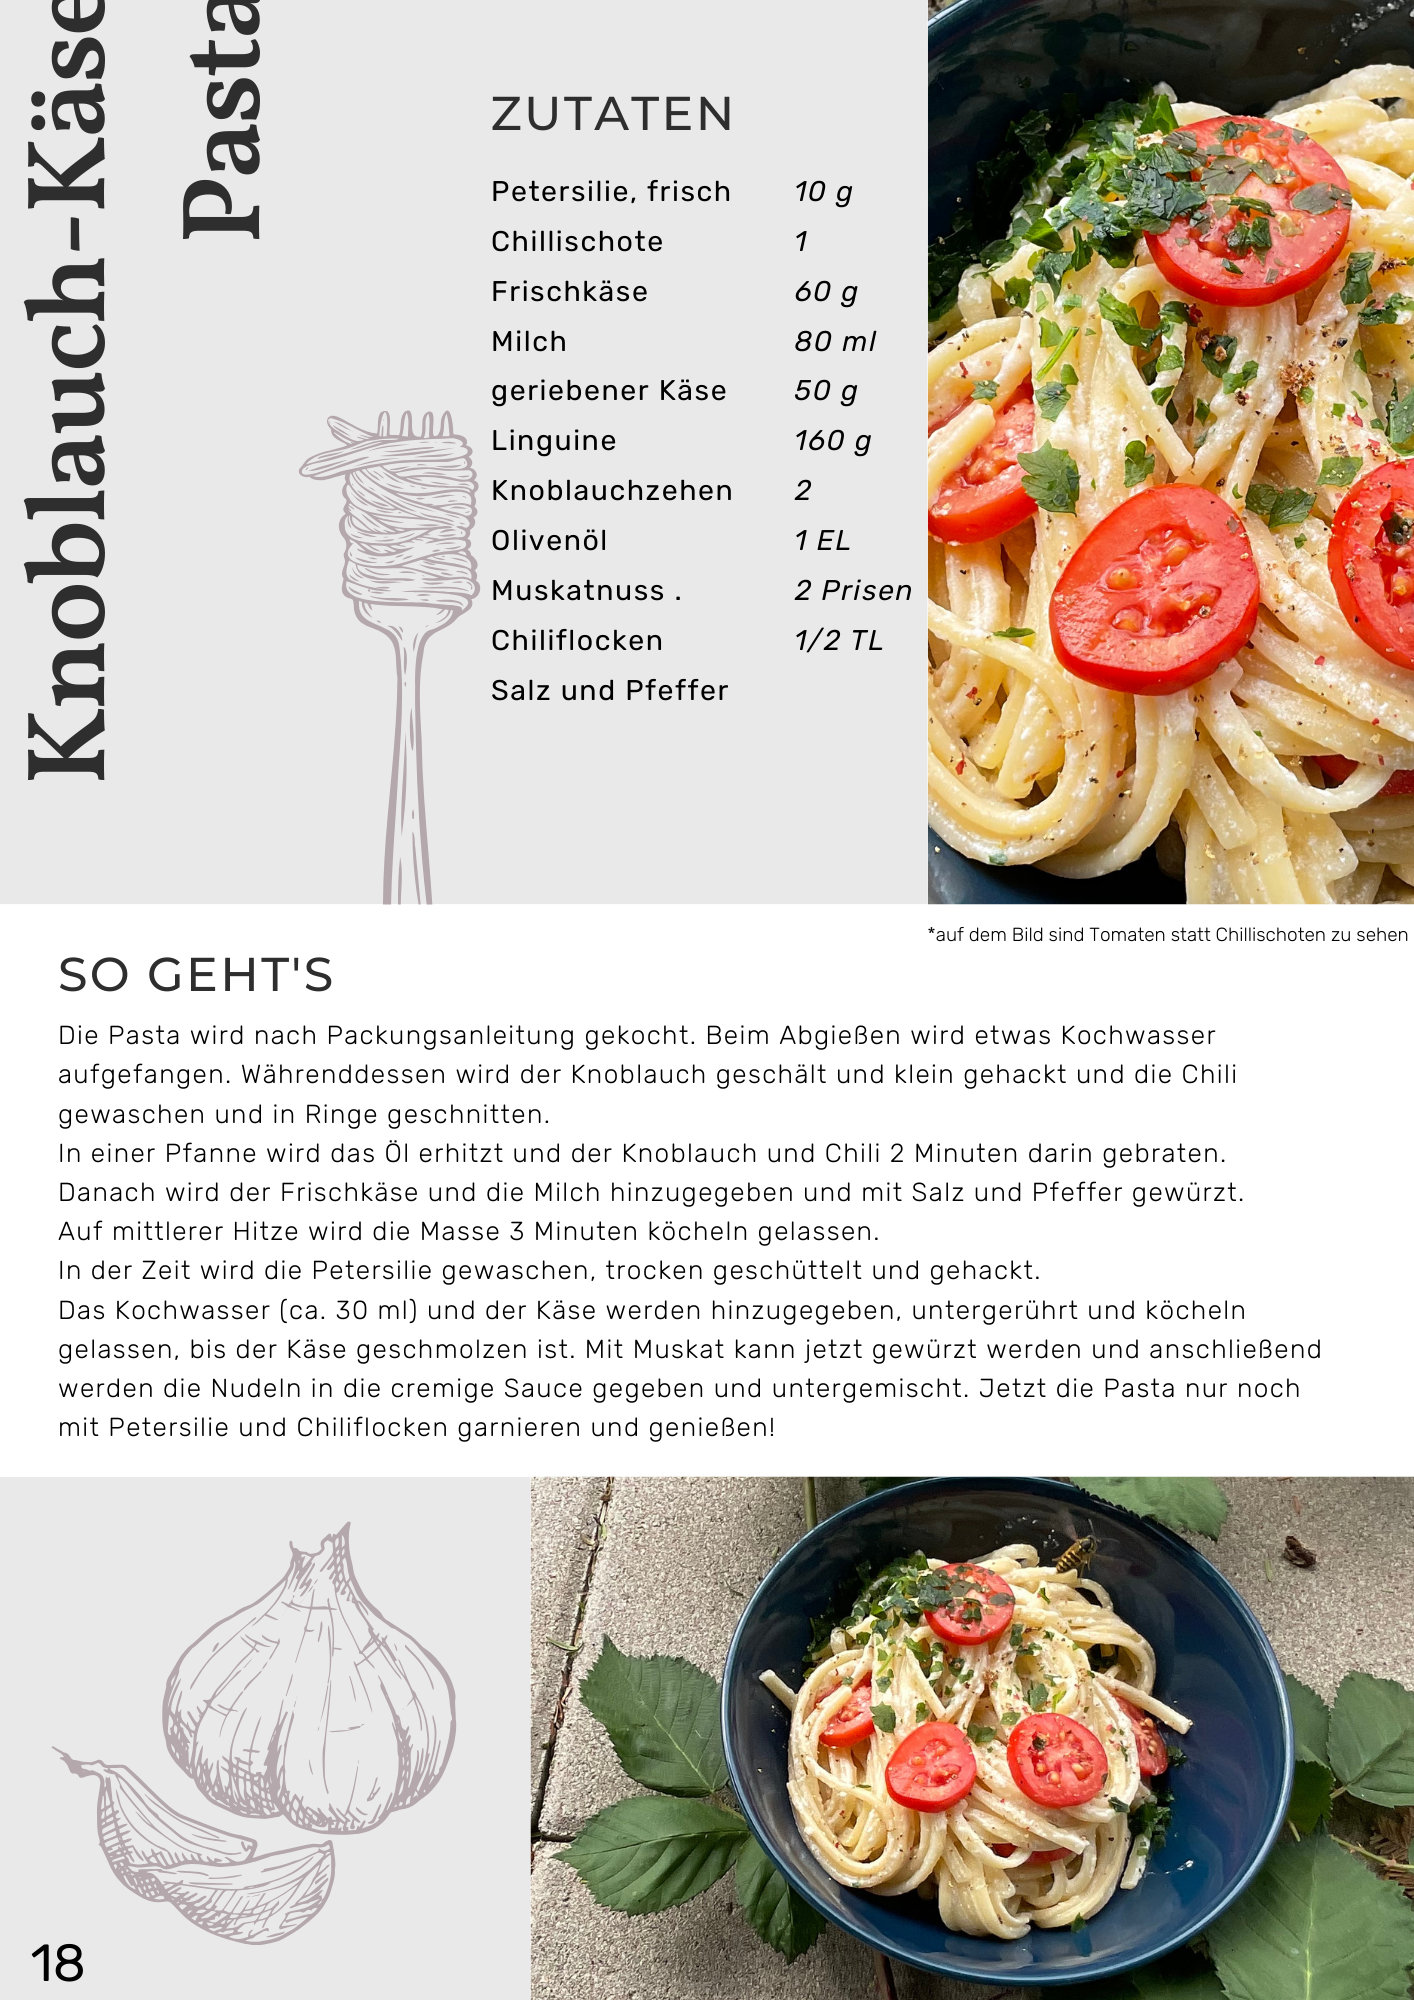 Knoblauch-Käse
Pasta
ZUTATEN
Petersilie, frisch 10 g
Chillischote 1
Frischkäse 60 g
Milch 80 ml
geriebener Käse 50 g
Linguine 160 g
Knoblauchzehen 2
Olivenöl 1 EL
Muskatnuss . 2 Prisen
Chiliflocken 1/2 TL
Salz und Pfeffer
*auf dem Bild sind Tomaten statt Chillischoten zu sehen
SO GEHT'S
Die Pasta wird nach Packungsanleitung gekocht. Beim Abgießen wird etwas Kochwasser
aufgefangen. Währenddessen wird der Knoblauch geschält und klein gehackt und die Chili
gewaschen und in Ringe geschnitten.
In einer Pfanne wird das Öl erhitzt und der Knoblauch und Chili 2 Minuten darin gebraten.
Danach wird der Frischkäse und die Milch hinzugegeben und mit Salz und Pfeffer gewürzt.
Auf mittlerer Hitze wird die Masse 3 Minuten köcheln gelassen.
In der Zeit wird die Petersilie gewaschen, trocken geschüttelt und gehackt.
Das Kochwasser (ca. 30 ml) und der Käse werden hinzugegeben, untergerührt und köcheln
gelassen, bis der Käse geschmolzen ist. Mit Muskat kann jetzt gewürzt werden und anschließend
werden die Nudeln in die cremige Sauce gegeben und untergemischt. Jetzt die Pasta nur noch
mit Petersilie und Chiliflocken garnieren und genießen!
18